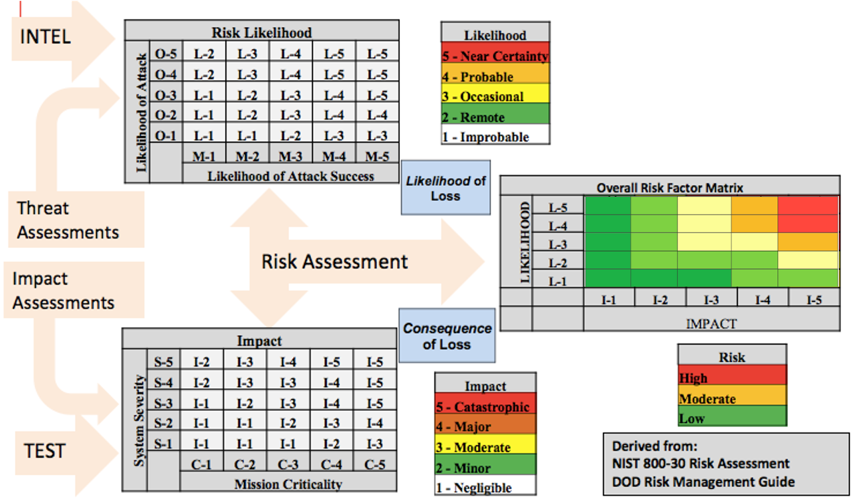 INTEL
Threat
Assessments
Impact
Assessments
TEST
Risk Likelihood
Likelihood of Attack
O-5 L-2 L-3 L-4 L-5 L-5
O-4 L-2 L-3 L-4 L-5 L-5
O-3 L-1 L-2 L-3 L-4 L-5
O-2 L-1 L-2 L-3 L-4 L-4
O-1 L-1 L-1 L-2 L-3 L-3
M-1 M-2 M-3 M-4 M-5
Likelihood of Attack Success
Likelihood
5 - Near Certainty
4 - Probable
3 - Occasional
2 - Remote
1 - Improbable
Likelihood of
Loss
Risk Assessment
Consequence
of Loss
Overall Risk Factor Matrix
LIKELIHOOD
L-5
L-4
L-3
L-2
L-1
I-1 I-2 I-3 I-4 I-5
IMPACT
Impact
System Severity
S-5 I-2 I-3 I-4 I-5 I-5
S-4 I-2 I-3 I-3 I-4 I-5
S-3 I-1 I-2 I-3 I-4 I-5
S-2 I-1 I-1 I-2 I-3 I-4
S-1 I-1 I-1 I-1 I-2 I-3
C-1 C-2 C-3 C-4 C-5
Mission Criticality
Impact
5 - Catastrophic
4 - Major
3 - Moderate
2 - Minor
1 - Negligible
Risk
High
Moderate
Low
Derived from:
NIST 800-30 Risk Assessment
DOD Risk Management Guide